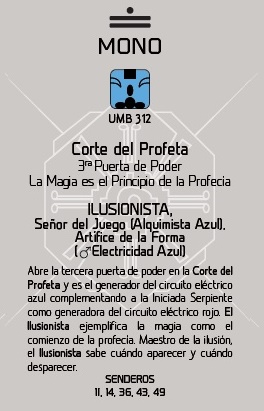 MONO
UMB 312
Corte del Profeta
3ra Puerta de Poder
La Magia es el Principio de la Profecia
ILUSIONISTA,
Señor del Juego (Alquimista Azul),
Artífice de la Forma
(♂Electricidad Azul)
Abre la tercera puerta de poder en la Corte del
Profeta y es el generador del circuito eléctrico
azul complementando a la Iniciada Serpiente
como generadora del circuito eléctrico rojo. El
Ilusionista ejemplifica la magia como el
comienzo de la profecía. Maestro de la ilusión,
el Ilusionista sabe cuándo aparecer y cuándo
desparecer.
SENDEROS
11, 14, 36, 43, 49